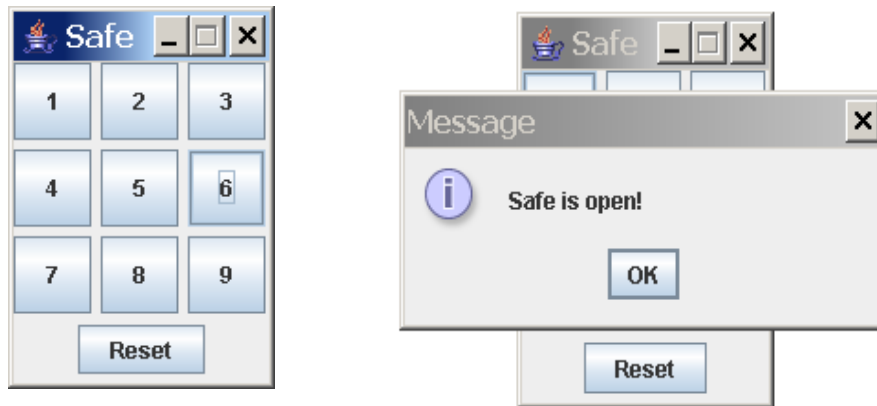 Safe
1 2 3
4 5 6
7 8 9
Reset
Safe
Message
Safe is open!
OK
Reset